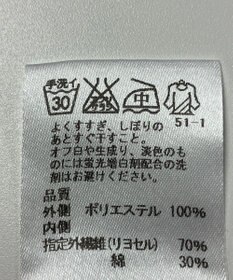 手洗イ
30
中
51-1
よくすすぎ、しぼりの
あとすぐ干すこと。
オフ白や生成り、淡色のも
のには蛍光増白剤配合の洗
剤はお避けください。
品質
外側 ポリエステル 100%
内側
指定外繊維(リヨセル) 70%
綿 30%